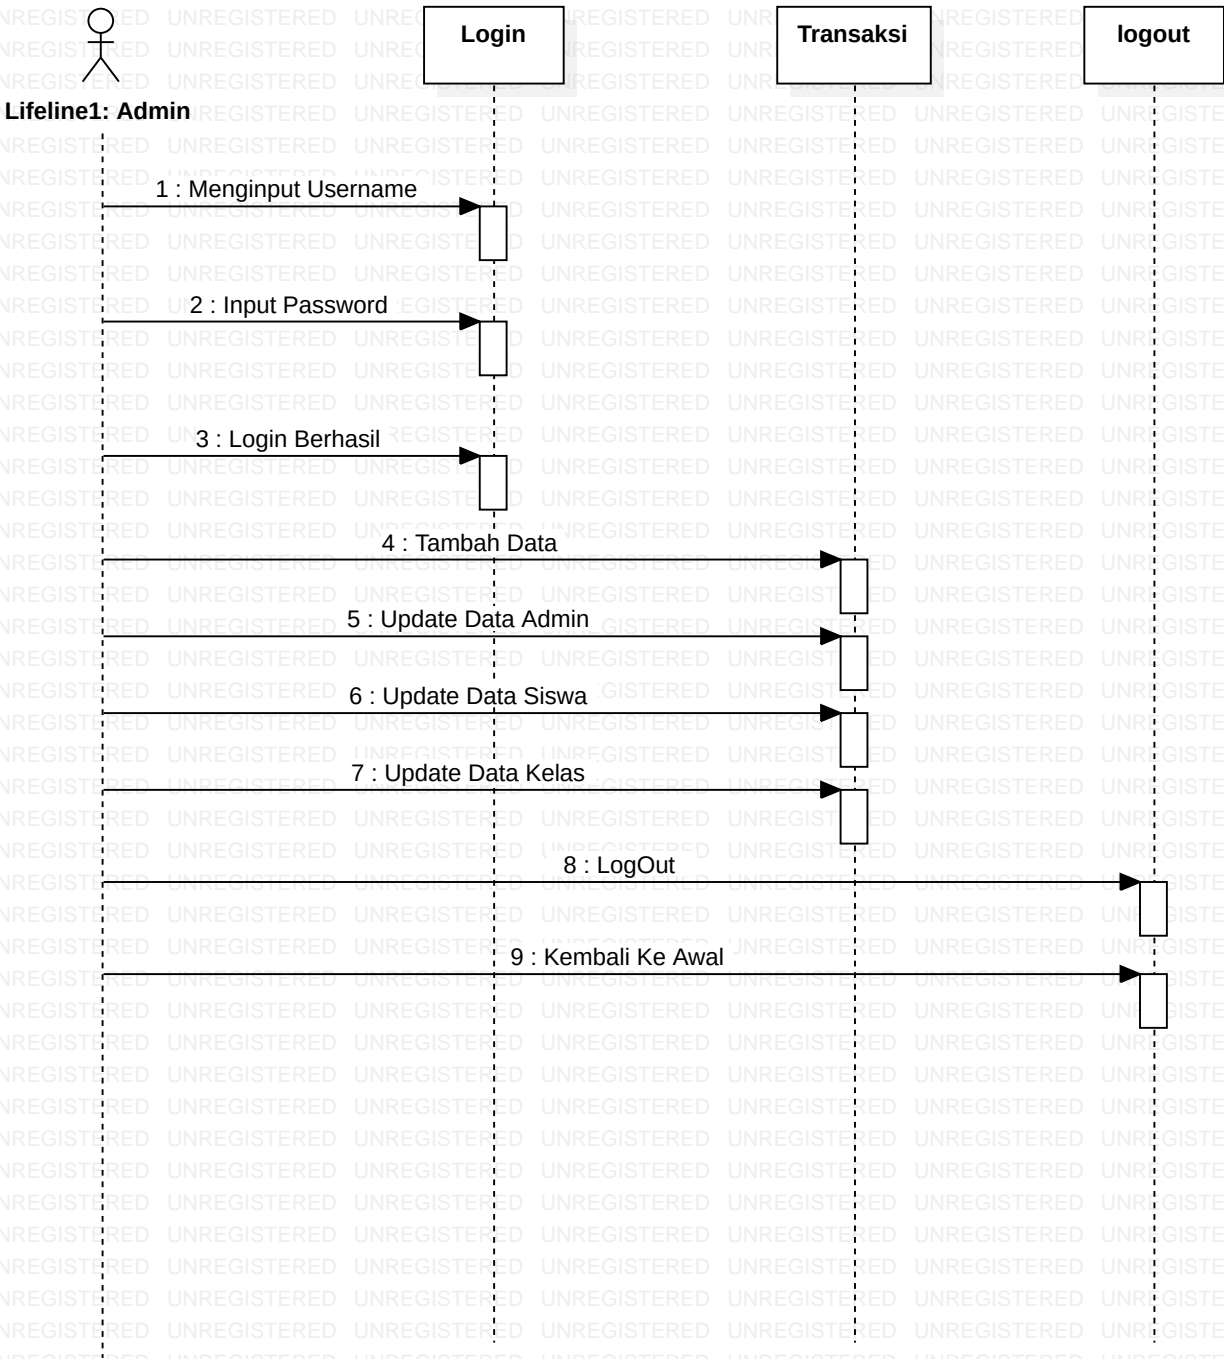 Login
Transaksi
logout
Lifeline1: Admin
1 : Menginput Username
2 : Input Password
3 : Login Berhasil
4 : Tambah Data
5 : Update Data Admin
6 : Update Data Siswa
7 : Update Data Kelas
8 : LogOut
9 : Kembali Ke Awal
UNREGISTERED